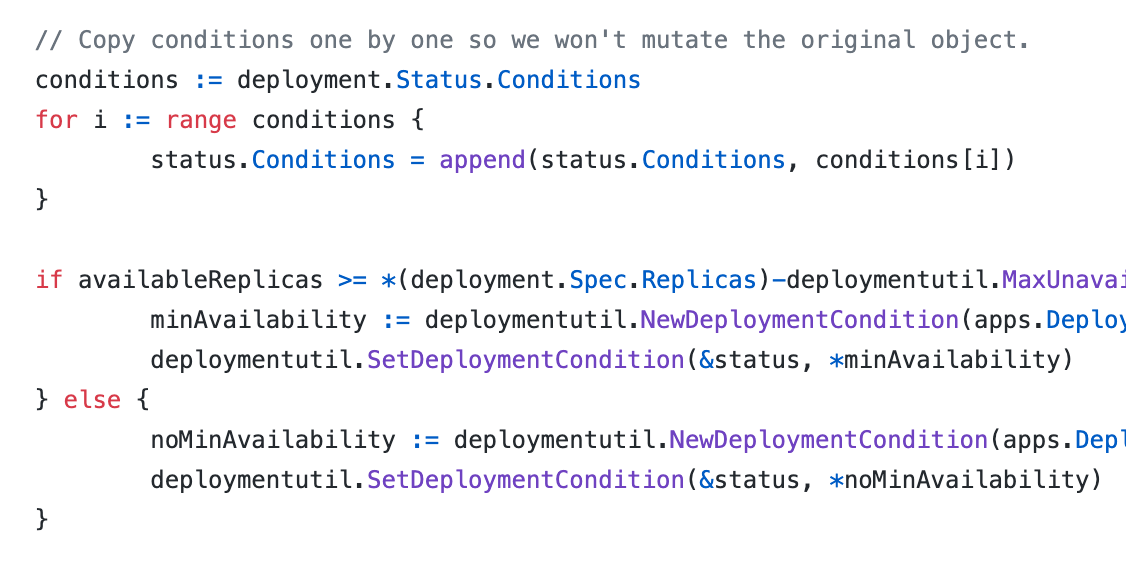 // Copy conditions one by one so we won't mutate the original object.
conditions := deployment.Status.Conditions
for i := range conditions {
        status.Conditions = append(status.Conditions, conditions[i])
}

if availableReplicas >= *(deployment.Spec.Replicas)-deploymentutil.MaxUnavai
        minAvailability := deploymentutil.NewDeploymentCondition(apps.Deploy
        deploymentutil.SetDeploymentCondition(&status, *minAvailability)
} else {
        noMinAvailability := deploymentutil.NewDeploymentCondition(apps.Depl
        deploymentutil.SetDeploymentCondition(&status, *noMinAvailability)
}